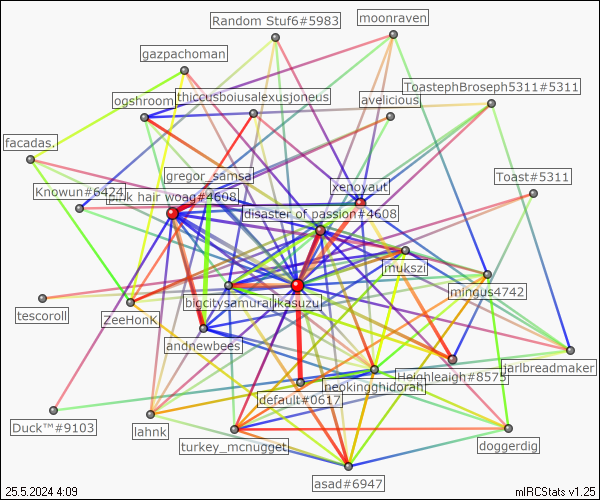 Random Stuf6#5983
moonraven
gazpachoman
ToastephBroseph5311#5311
thiccusboiusalexusjoneus
avelicious
ogshroom
facadas.
gregor_samsa
Toast#5311
xenoyaut
Knowun#6424
pink hair woag#4608
disaster of passion#4608
mukszi
mingus4742
bigcitysamurai
ikasuzu
tescoroll
ZeeHonK
andnewbees
jarlbreadmaker
Heighleigh#8575
neokingghidorah
default#0617
Duck™#9103
lahnk
turkey_mcnugget
doggerdig
asad#6947
25.5.2024 4:09
mIRCStats v1.25